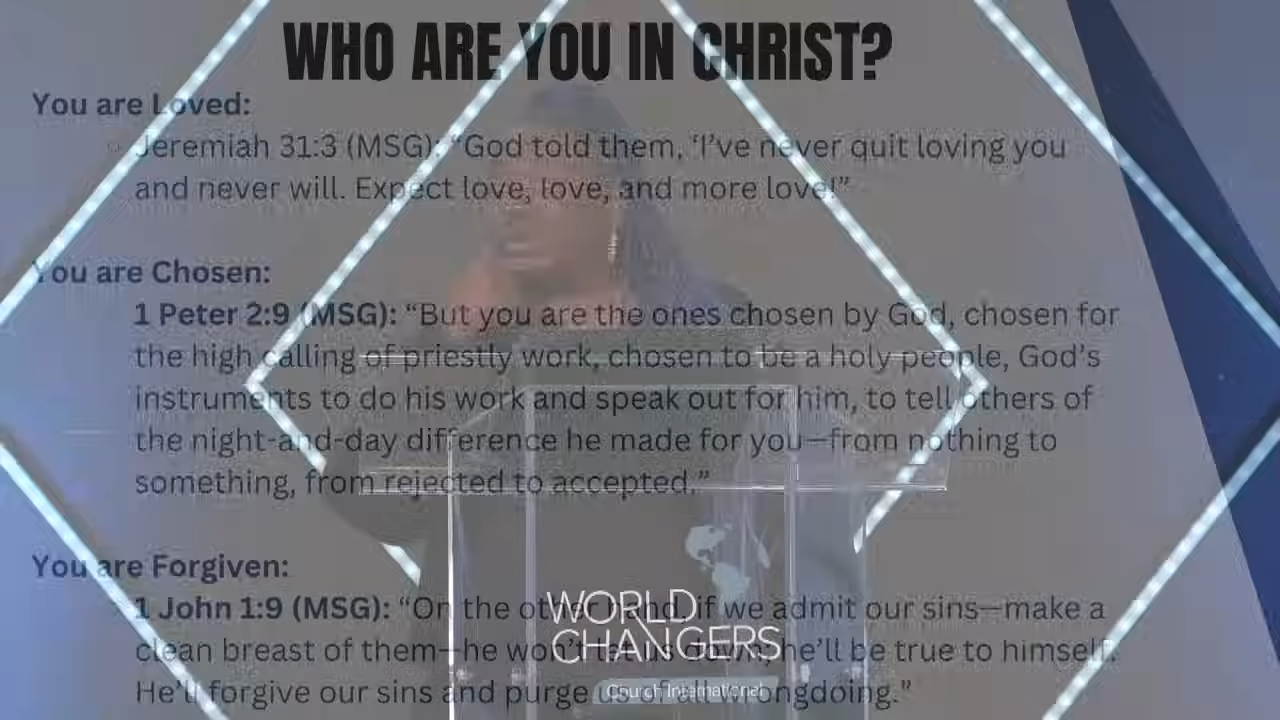 WHO ARE YOU IN CHRIST?
You are Loved:
Jeremiah 31:3 (MSG): “God told them, ‘I’ve never quit loving you
and never will. Expect love, love, and more love!”
You are Chosen:
1 Peter 2:9 (MSG): “But you are the ones chosen by God, chosen for
the high calling of priestly work, chosen to be a holy people, God’s
instruments to do his work and speak out for him, to tell others of
the night-and-day difference he made for you—from nothing to
something, from rejected to accepted.”
You are Forgiven:
1 John 1:9 (MSG): “On the other hand, if we admit our sins—make a
clean breast of them—he won’t let us down; he’ll be true to himself.
He’ll forgive our sins and purge us of all wrongdoing.”
WORLD
CHANGERS
Church International